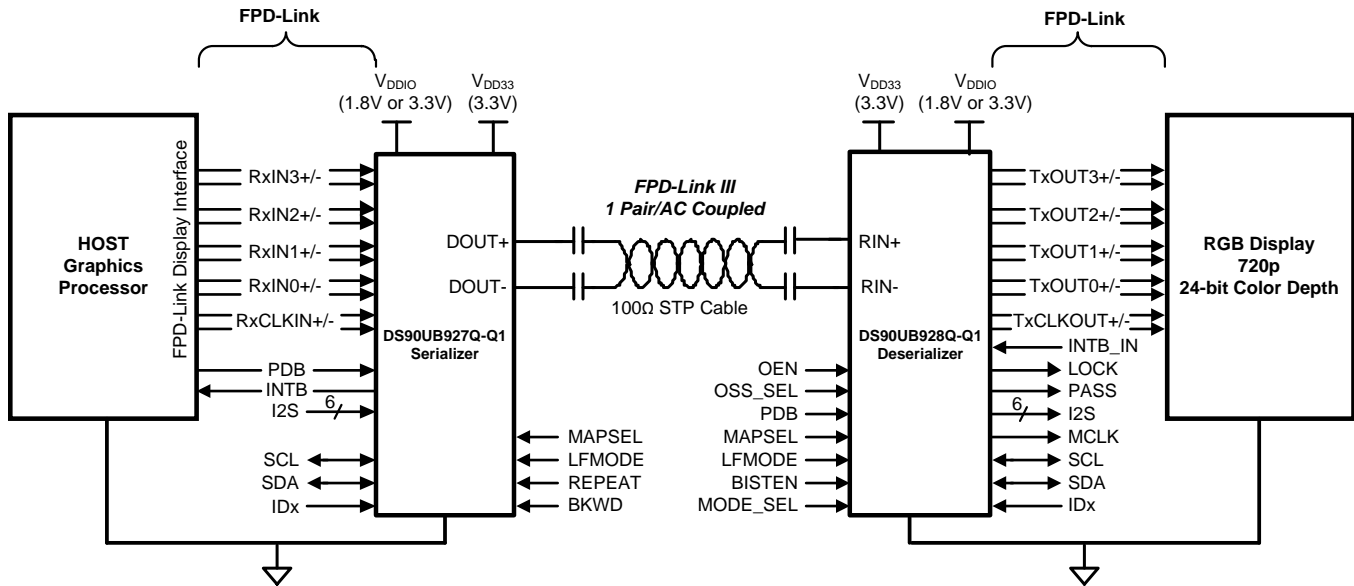 FPD-Link
FPD-Link
VDDIO
(1.8V or 3.3V)
VDD33
(3.3V)
VDD33
(3.3V)
VDDIO
(1.8V or 3.3V)
HOST
Graphics
Processor
FPD-Link Display Interface
RxIN3+/-
RxIN2+/-
RxIN1+/-
RxIN0+/-
RxCLKIN+/-
PDB
INTB
I2S
6
SCL
SDA
IDx
DOUT+
DOUT-
DS90UB927Q-Q1
Serializer
MAPSEL
LFMODE
REPEAT
BKWD
FPD-Link III
1 Pair/AC Coupled
100Ω STP Cable
RIN+
RIN-
DS90UB928Q-Q1
Deserializer
OEN
OSS_SEL
PDB
MAPSEL
LFMODE
BISTEN
MODE_SEL
TxOUT3+/-
TxOUT2+/-
TxOUT1+/-
TxOUT0+/-
TxCLKOUT+/-
INTB_IN
LOCK
PASS
6
I2S
MCLK
SCL
SDA
IDx
RGB Display
720p
24-bit Color Depth